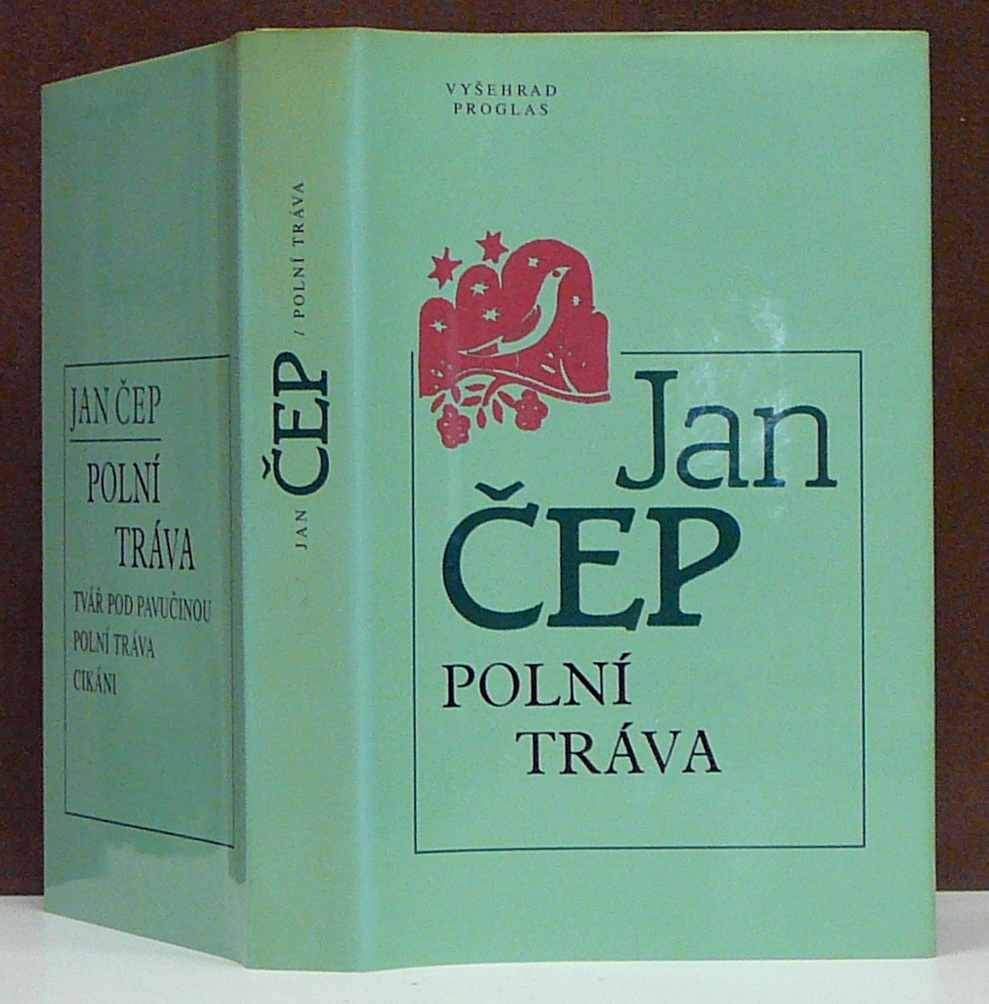 JAN ČEP
POLNÍ
TRÁVA
TVÁŘ POD PAVUČINOU
POLNÍ TRÁVA
CIKÁNI
JAN ČEP / POLNÍ TRÁVA
VYŠEHRAD
PROGLAS
Jan
ČEP
POLNÍ
TRÁVA